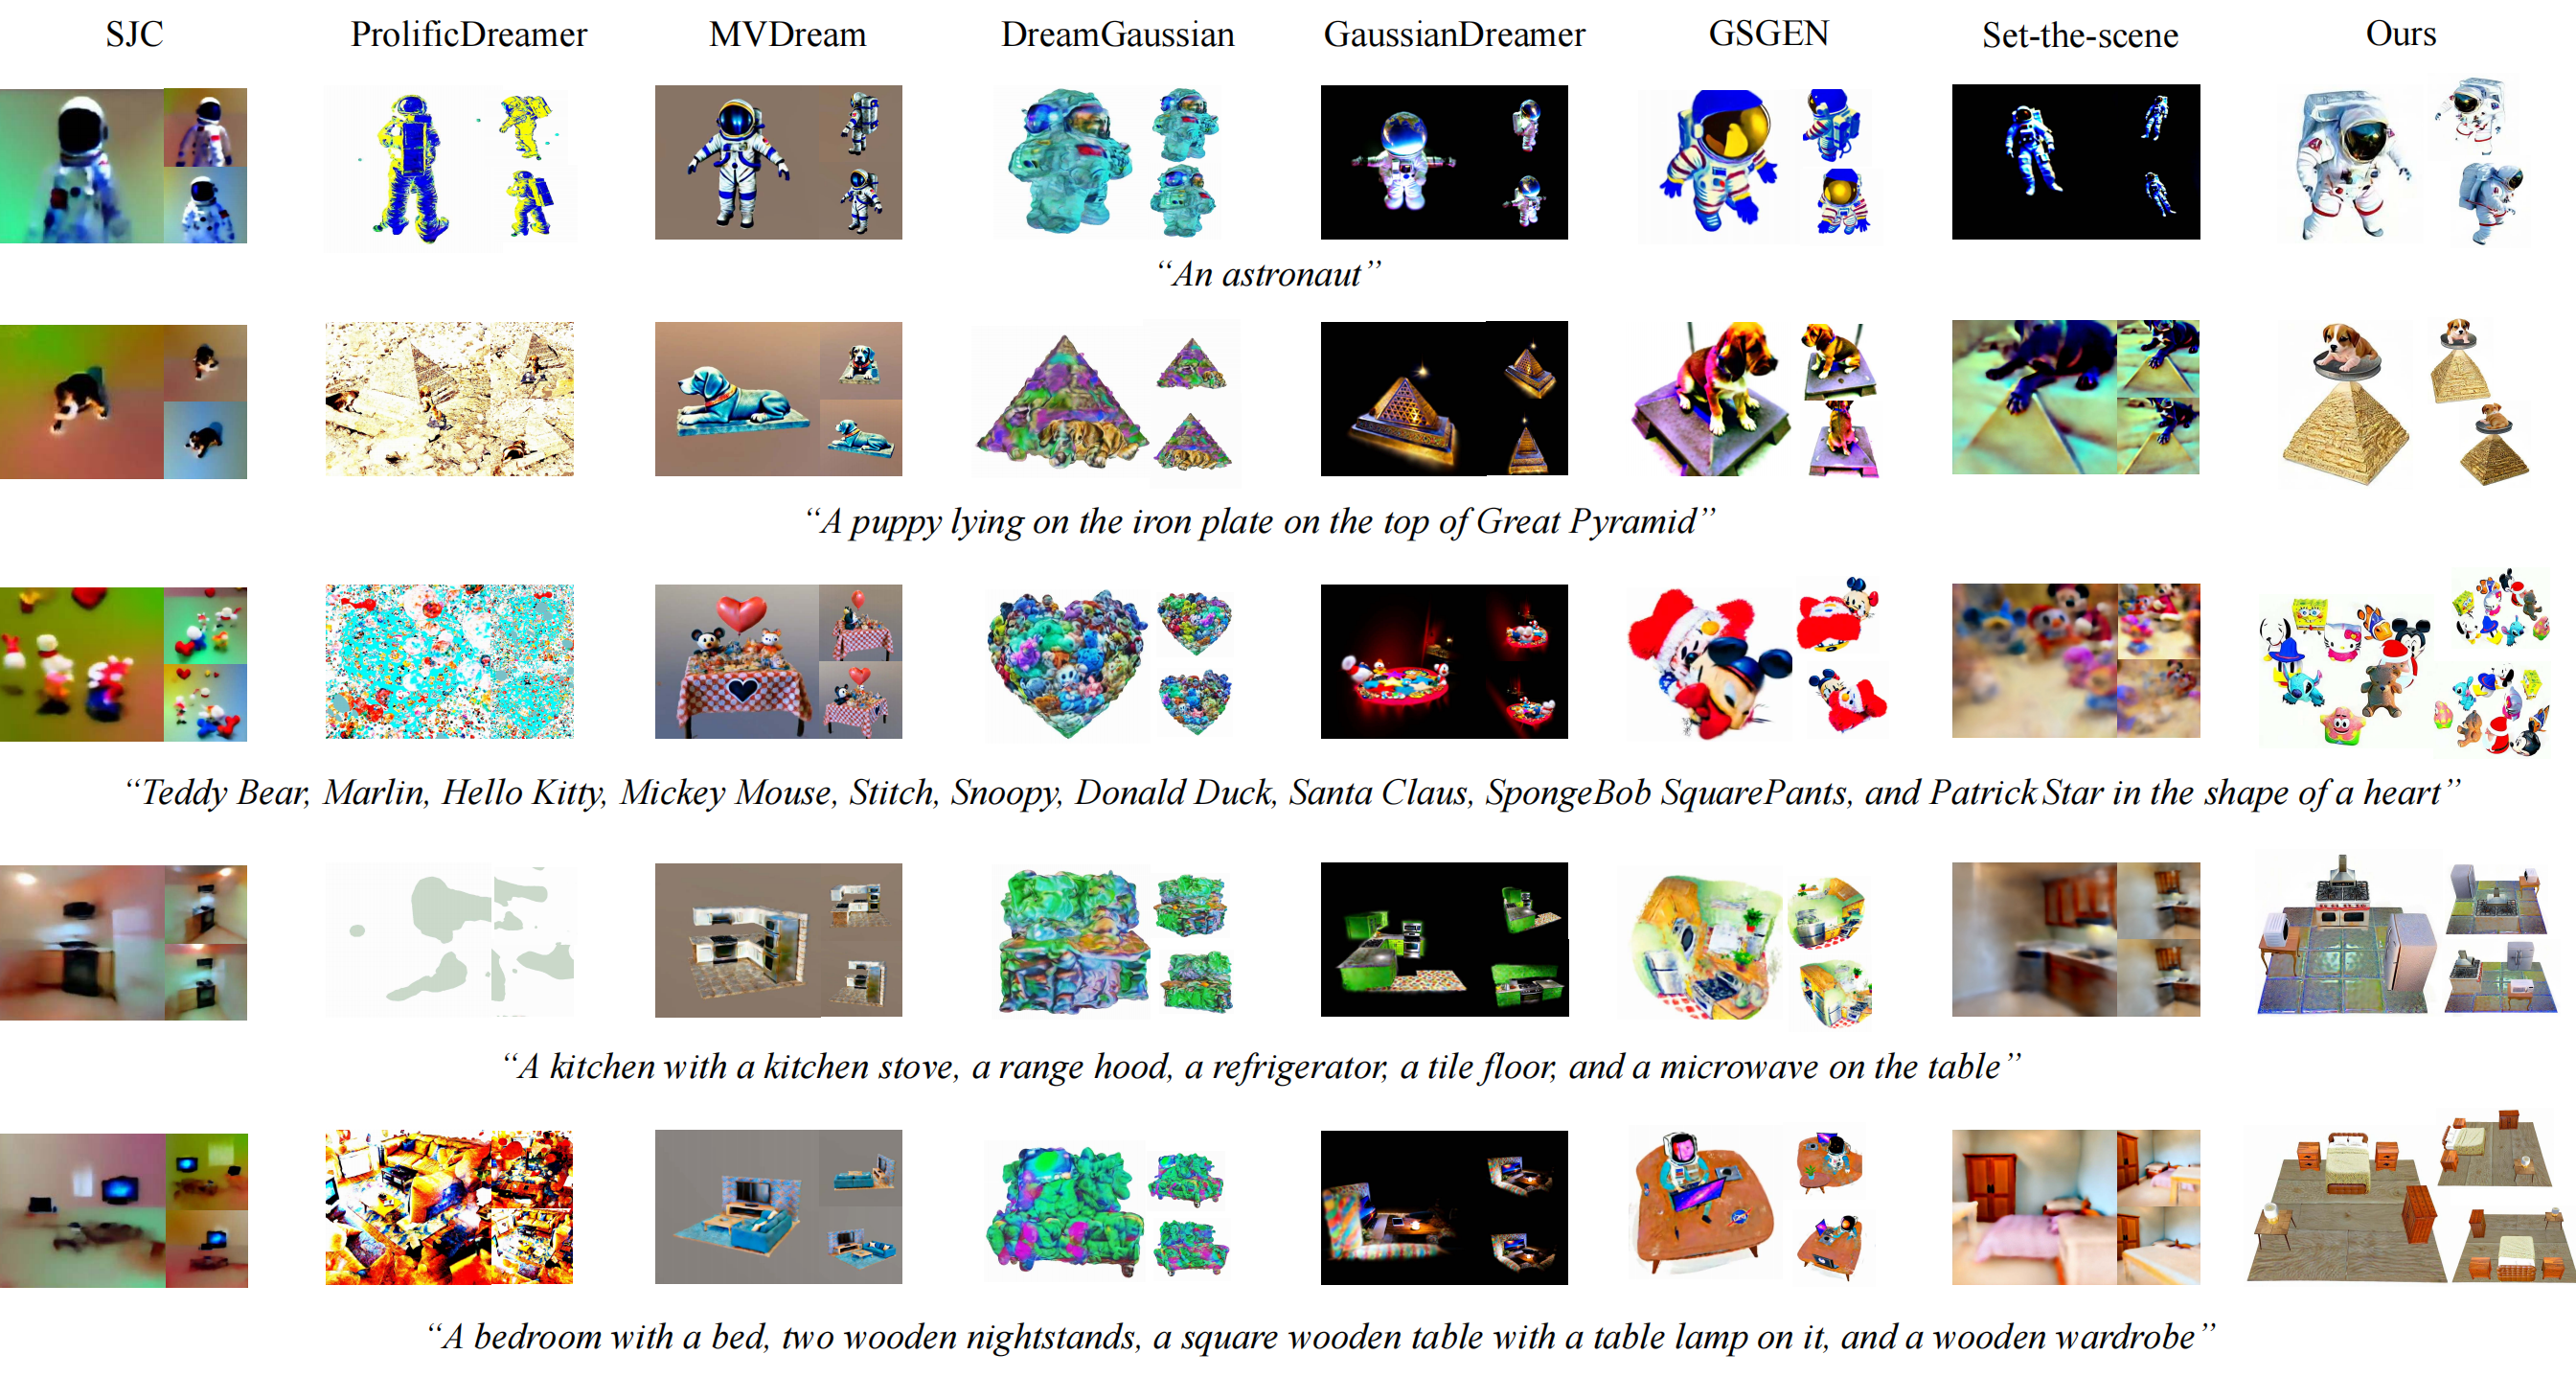 SJC ProlificDreamer MVDream DreamGaussian GaussianDreamer GSGEN Set-the-scene Ours
“An astronaut”
“A puppy lying on the iron plate on the top of Great Pyramid”
“Teddy Bear, Marlin, Hello Kitty, Mickey Mouse, Stitch, Snoopy, Donald Duck, Santa Claus, SpongeBob SquarePants, and Patrick Star in the shape of a heart”
“A kitchen with a kitchen stove, a range hood, a refrigerator, a tile floor, and a microwave on the table”
“A bedroom with a bed, two wooden nightstands, a square wooden table with a table lamp on it, and a wooden wardrobe”